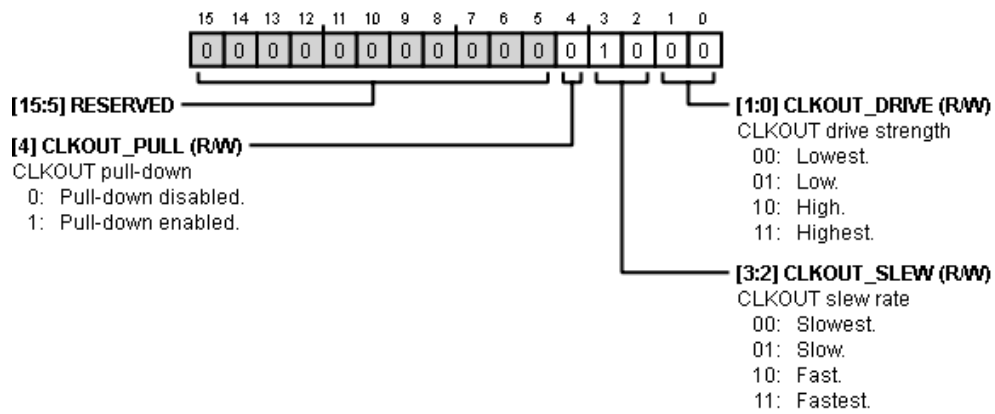 15 14 13 12 11 10 9 8 7 6 5 4 3 2 1 0
0 0 0 0 0 0 0 0 0 0 0 0 1 0 0 0
[15:5] RESERVED
[4] CLKOUT_PULL (R/W)
CLKOUT pull-down
0: Pull-down disabled.
1: Pull-down enabled.
[1:0] CLKOUT_DRIVE (R/W)
CLKOUT drive strength
00: Lowest.
01: Low.
10: High.
11: Highest.
[3:2] CLKOUT_SLEW (R/W)
CLKOUT slew rate
00: Slowest.
01: Slow.
10: Fast.
11: Fastest.